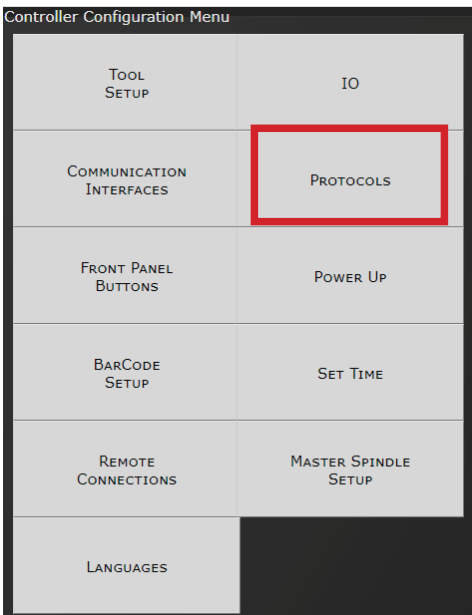 Controller Configuration Menu
Tool
Setup
IO
Communication
Interfaces
Protocols
Front Panel
Buttons
Power Up
BarCode
Setup
Set Time
Remote
Connections
Master Spindle
Setup
Languages